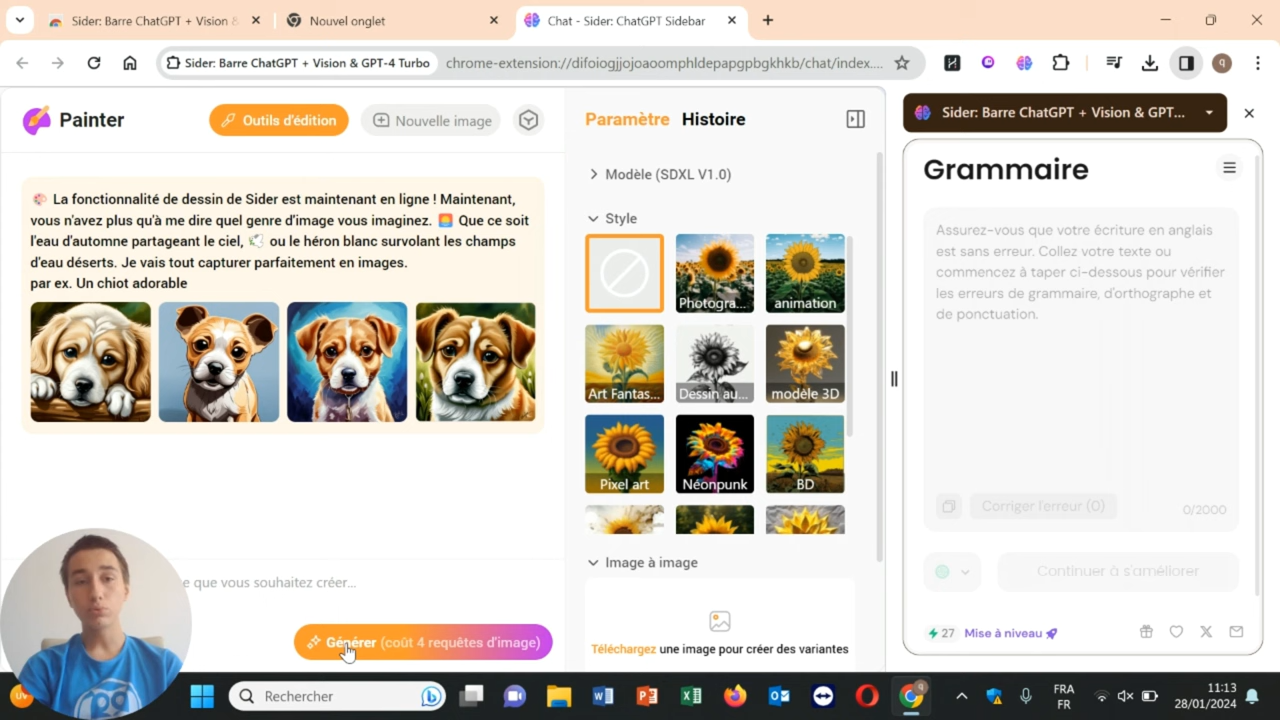 Sider: Barre ChatGPT + Vision &
Nouvel onglet
Chat - Sider: ChatGPT Sidebar
Sider: Barre ChatGPT + Vision & GPT-4 Turbo
chrome-extension://difoiogjjojoaoomphldepapgpbgkhkb/chat/index....
Painter
Outils d'édition
Nouvelle image
La fonctionnalité de dessin de Sider est maintenant en ligne ! Maintenant,
vous n'avez plus qu'à me dire quel genre d'image vous imaginez. Que ce soit
l'eau d'automne partageant le ciel, ou le héron blanc survolant les champs
d'eau déserts. Je vais tout capturer parfaitement en images.
par ex. Un chiot adorable
e que vous souhaitez créer...
Générer (coût 4 requêtes d'image)
Paramètre
Histoire
Modèle (SDXL V1.0)
Style
Photogra...
animation
Art Fantas...
Dessin au...
modèle 3D
Pixel art
Néonpunk
BD
Image à image
Téléchargez une image pour créer des variantes
Sider: Barre ChatGPT + Vision & GPT...
Grammaire
Assurez-vous que votre écriture en anglais
est sans erreur. Collez votre texte ou
commencez à taper ci-dessous pour vérifier
les erreurs de grammaire, d'orthographe et
de ponctuation.
Corriger l'erreur (0)
0/2000
Continuer à s'améliorer
27
Mise à niveau
UV
Rechercher
FRA
FR
11:13
28/01/2024